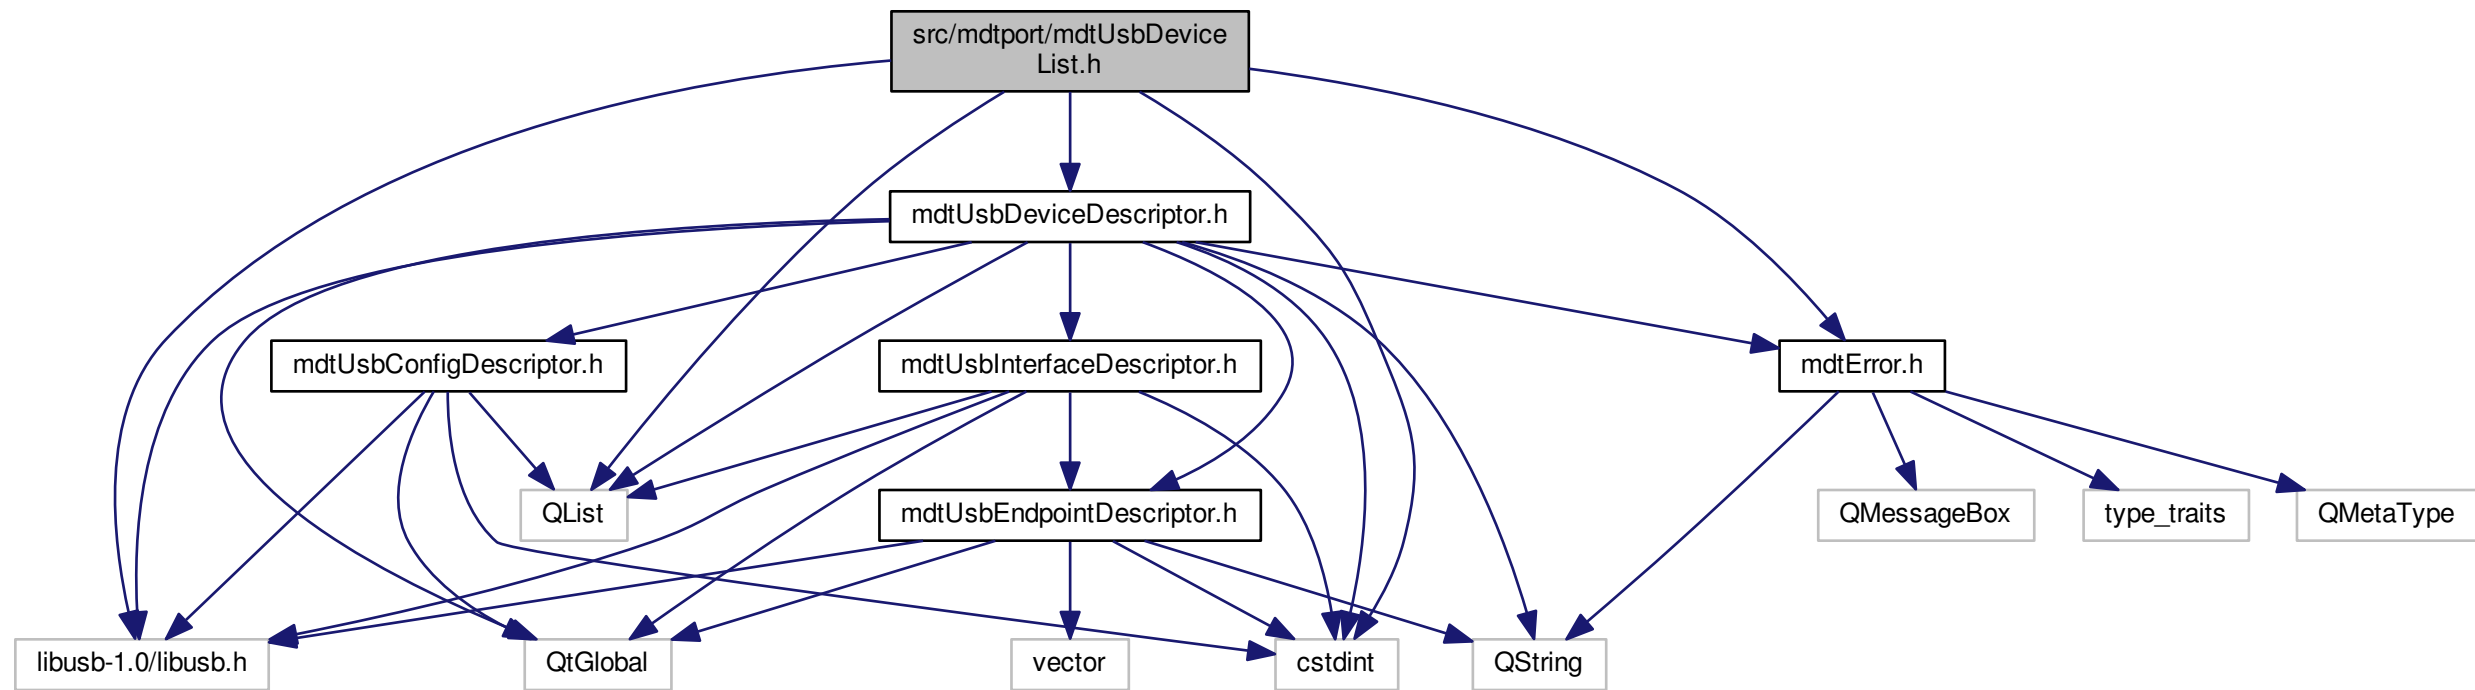 src/mdtport/mdtUsbDevice
List.h
mdtUsbDeviceDescriptor.h
mdtUsbConfigDescriptor.h
mdtUsbInterfaceDescriptor.h
mdtError.h
QList
mdtUsbEndpointDescriptor.h
QMessageBox
type_traits
QMetaType
libusb-1.0/libusb.h
QtGlobal
vector
cstdint
QString